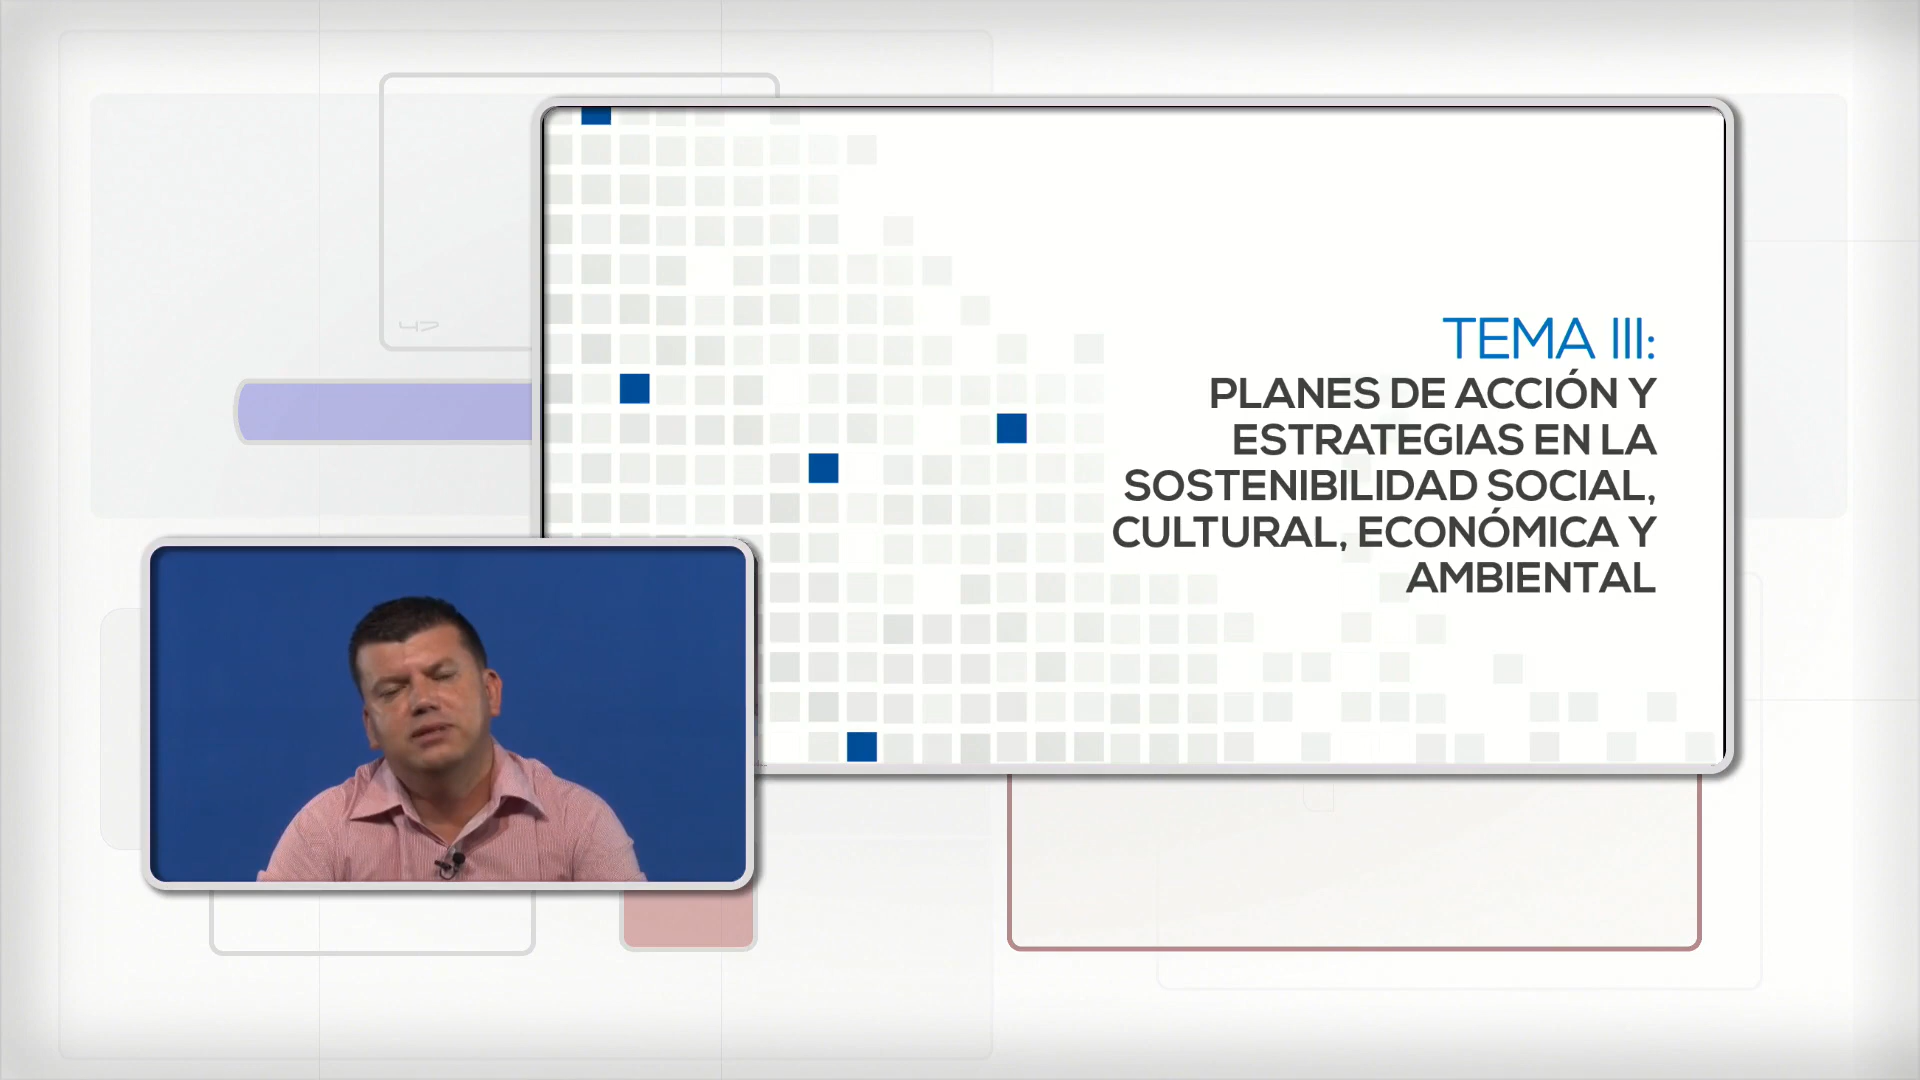 TEMA III:
PLANES DE ACCIÓN Y
ESTRATEGIAS EN LA
SOSTENIBILIDAD SOCIAL,
CULTURAL, ECONÓMICA Y
AMBIENTAL